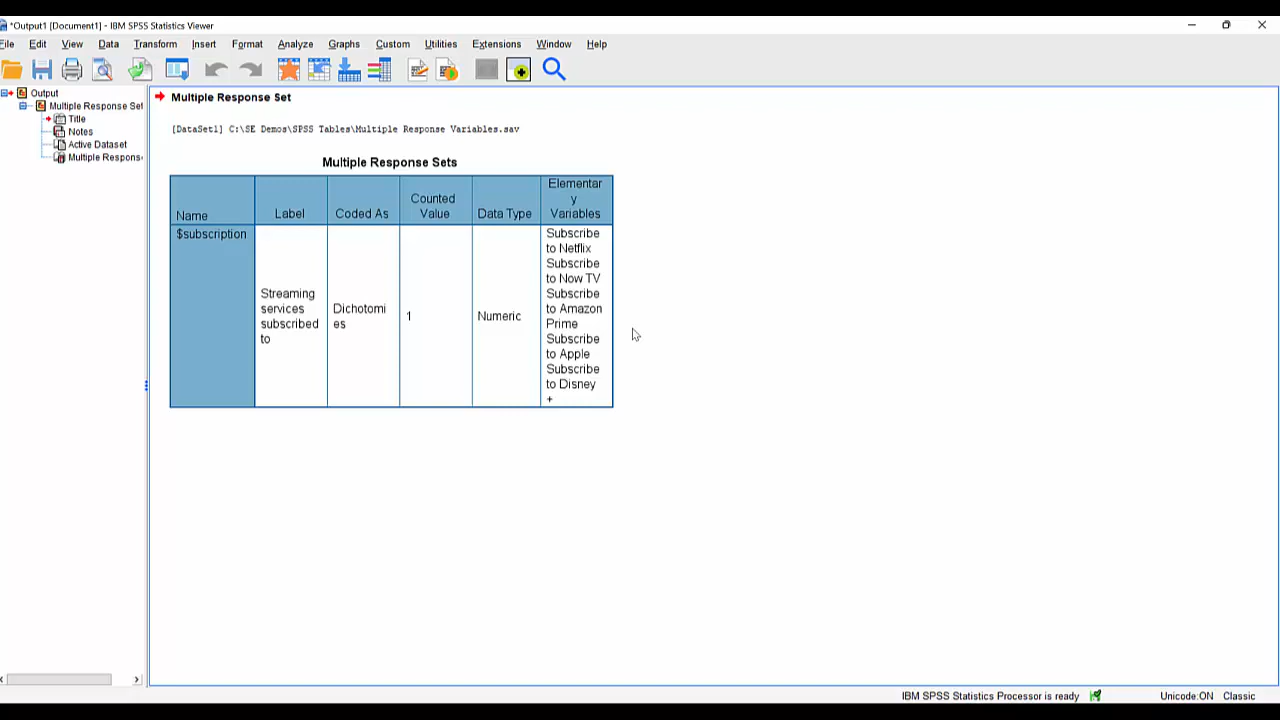 *Output1 [Document1] - IBM SPSS Statistics Viewer
File Edit View Data Transform Insert Format Analyze Graphs Custom Utilities Extensions Window Help
Output
Multiple Response Set
Title
Notes
Active Dataset
Multiple Respons
Multiple Response Set
[DataSet1] C:\SE Demos\SPSS Tables\Multiple Response Variables.sav
Multiple Response Sets
Name
Label
Coded As
Counted
Value
Data Type
Elementar
y
Variables
$subscription
Streaming
services
subscribed
to
Dichotomi
es
1
Numeric
Subscribe
to Netflix
Subscribe
to Now TV
Subscribe
to Amazon
Prime
Subscribe
to Apple
Subscribe
to Disney
+
IBM SPSS Statistics Processor is ready Unicode:ON Classic